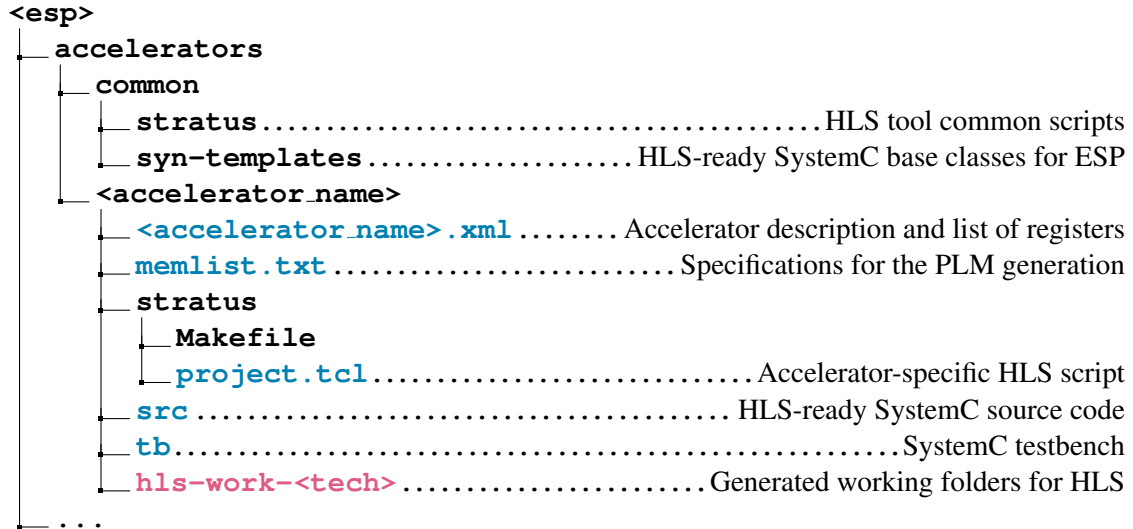 <esp>
accelerators
common
stratus................................................HLS tool common scripts
syn-templates.....................HLS-ready SystemC base classes for ESP
<accelerator_name>
<accelerator_name>.xml........Accelerator description and list of registers
memlist.txt...........................Specifications for the PLM generation
stratus
Makefile
project.tcl..............................Accelerator-specific HLS script
src..........................................HLS-ready SystemC source code
tb.........................................................SystemC testbench
hls-work-<tech>........................Generated working folders for HLS
...